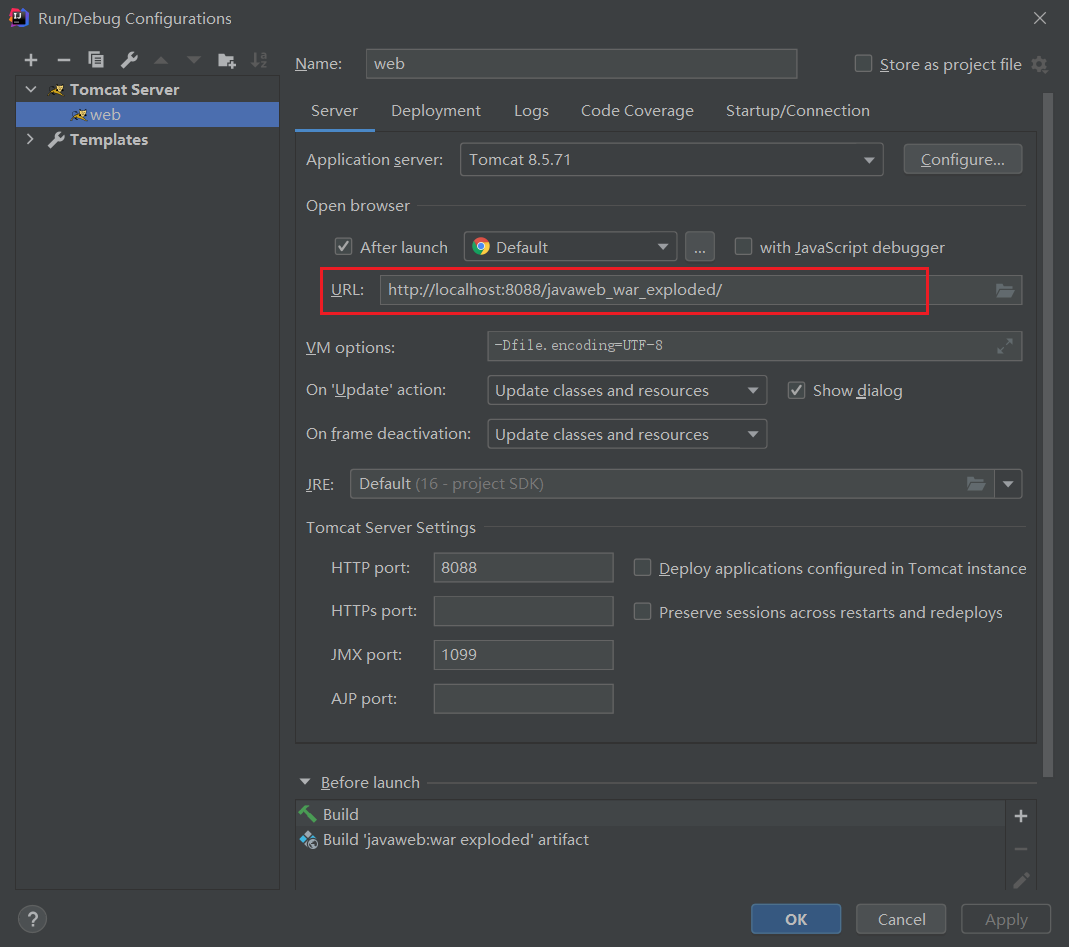 Run/Debug Configurations
Name: web Store as project file
Tomcat Server
web
Templates
Server Deployment Logs Code Coverage Startup/Connection
Application server: Tomcat 8.5.71 Configure...
Open browser
After launch Default ... with JavaScript debugger
URL: http://localhost:8088/javaweb_war_exploded/
VM options: -Dfile.encoding=UTF-8
On 'Update' action: Update classes and resources Show dialog
On frame deactivation: Update classes and resources
JRE: Default (16 - project SDK)
Tomcat Server Settings
HTTP port: 8088 Deploy applications configured in Tomcat instance
HTTPs port: Preserve sessions across restarts and redeploys
JMX port: 1099
AJP port:
Before launch
Build
Build 'javaweb:war exploded' artifact
? OK Cancel Apply